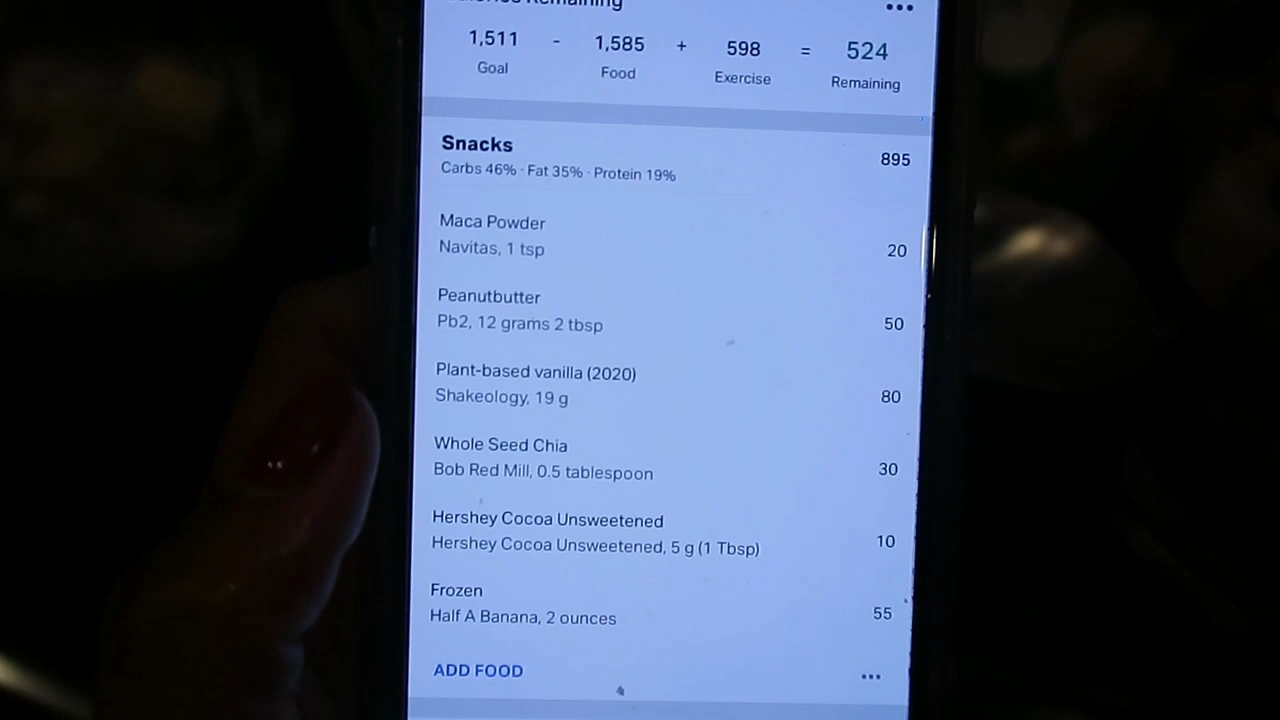 Calories Remaining
1,511 - 1,585 + 598 = 524
Goal Food Exercise Remaining
Snacks 895
Carbs 46% · Fat 35% · Protein 19%
Maca Powder
Navitas, 1 tsp 20
Peanutbutter
Pb2, 12 grams 2 tbsp 50
Plant-based vanilla (2020)
Shakeology, 19 g 80
Whole Seed Chia
Bob Red Mill, 0.5 tablespoon 30
Hershey Cocoa Unsweetened
Hershey Cocoa Unsweetened, 5 g (1 Tbsp) 10
Frozen
Half A Banana, 2 ounces 55
ADD FOOD